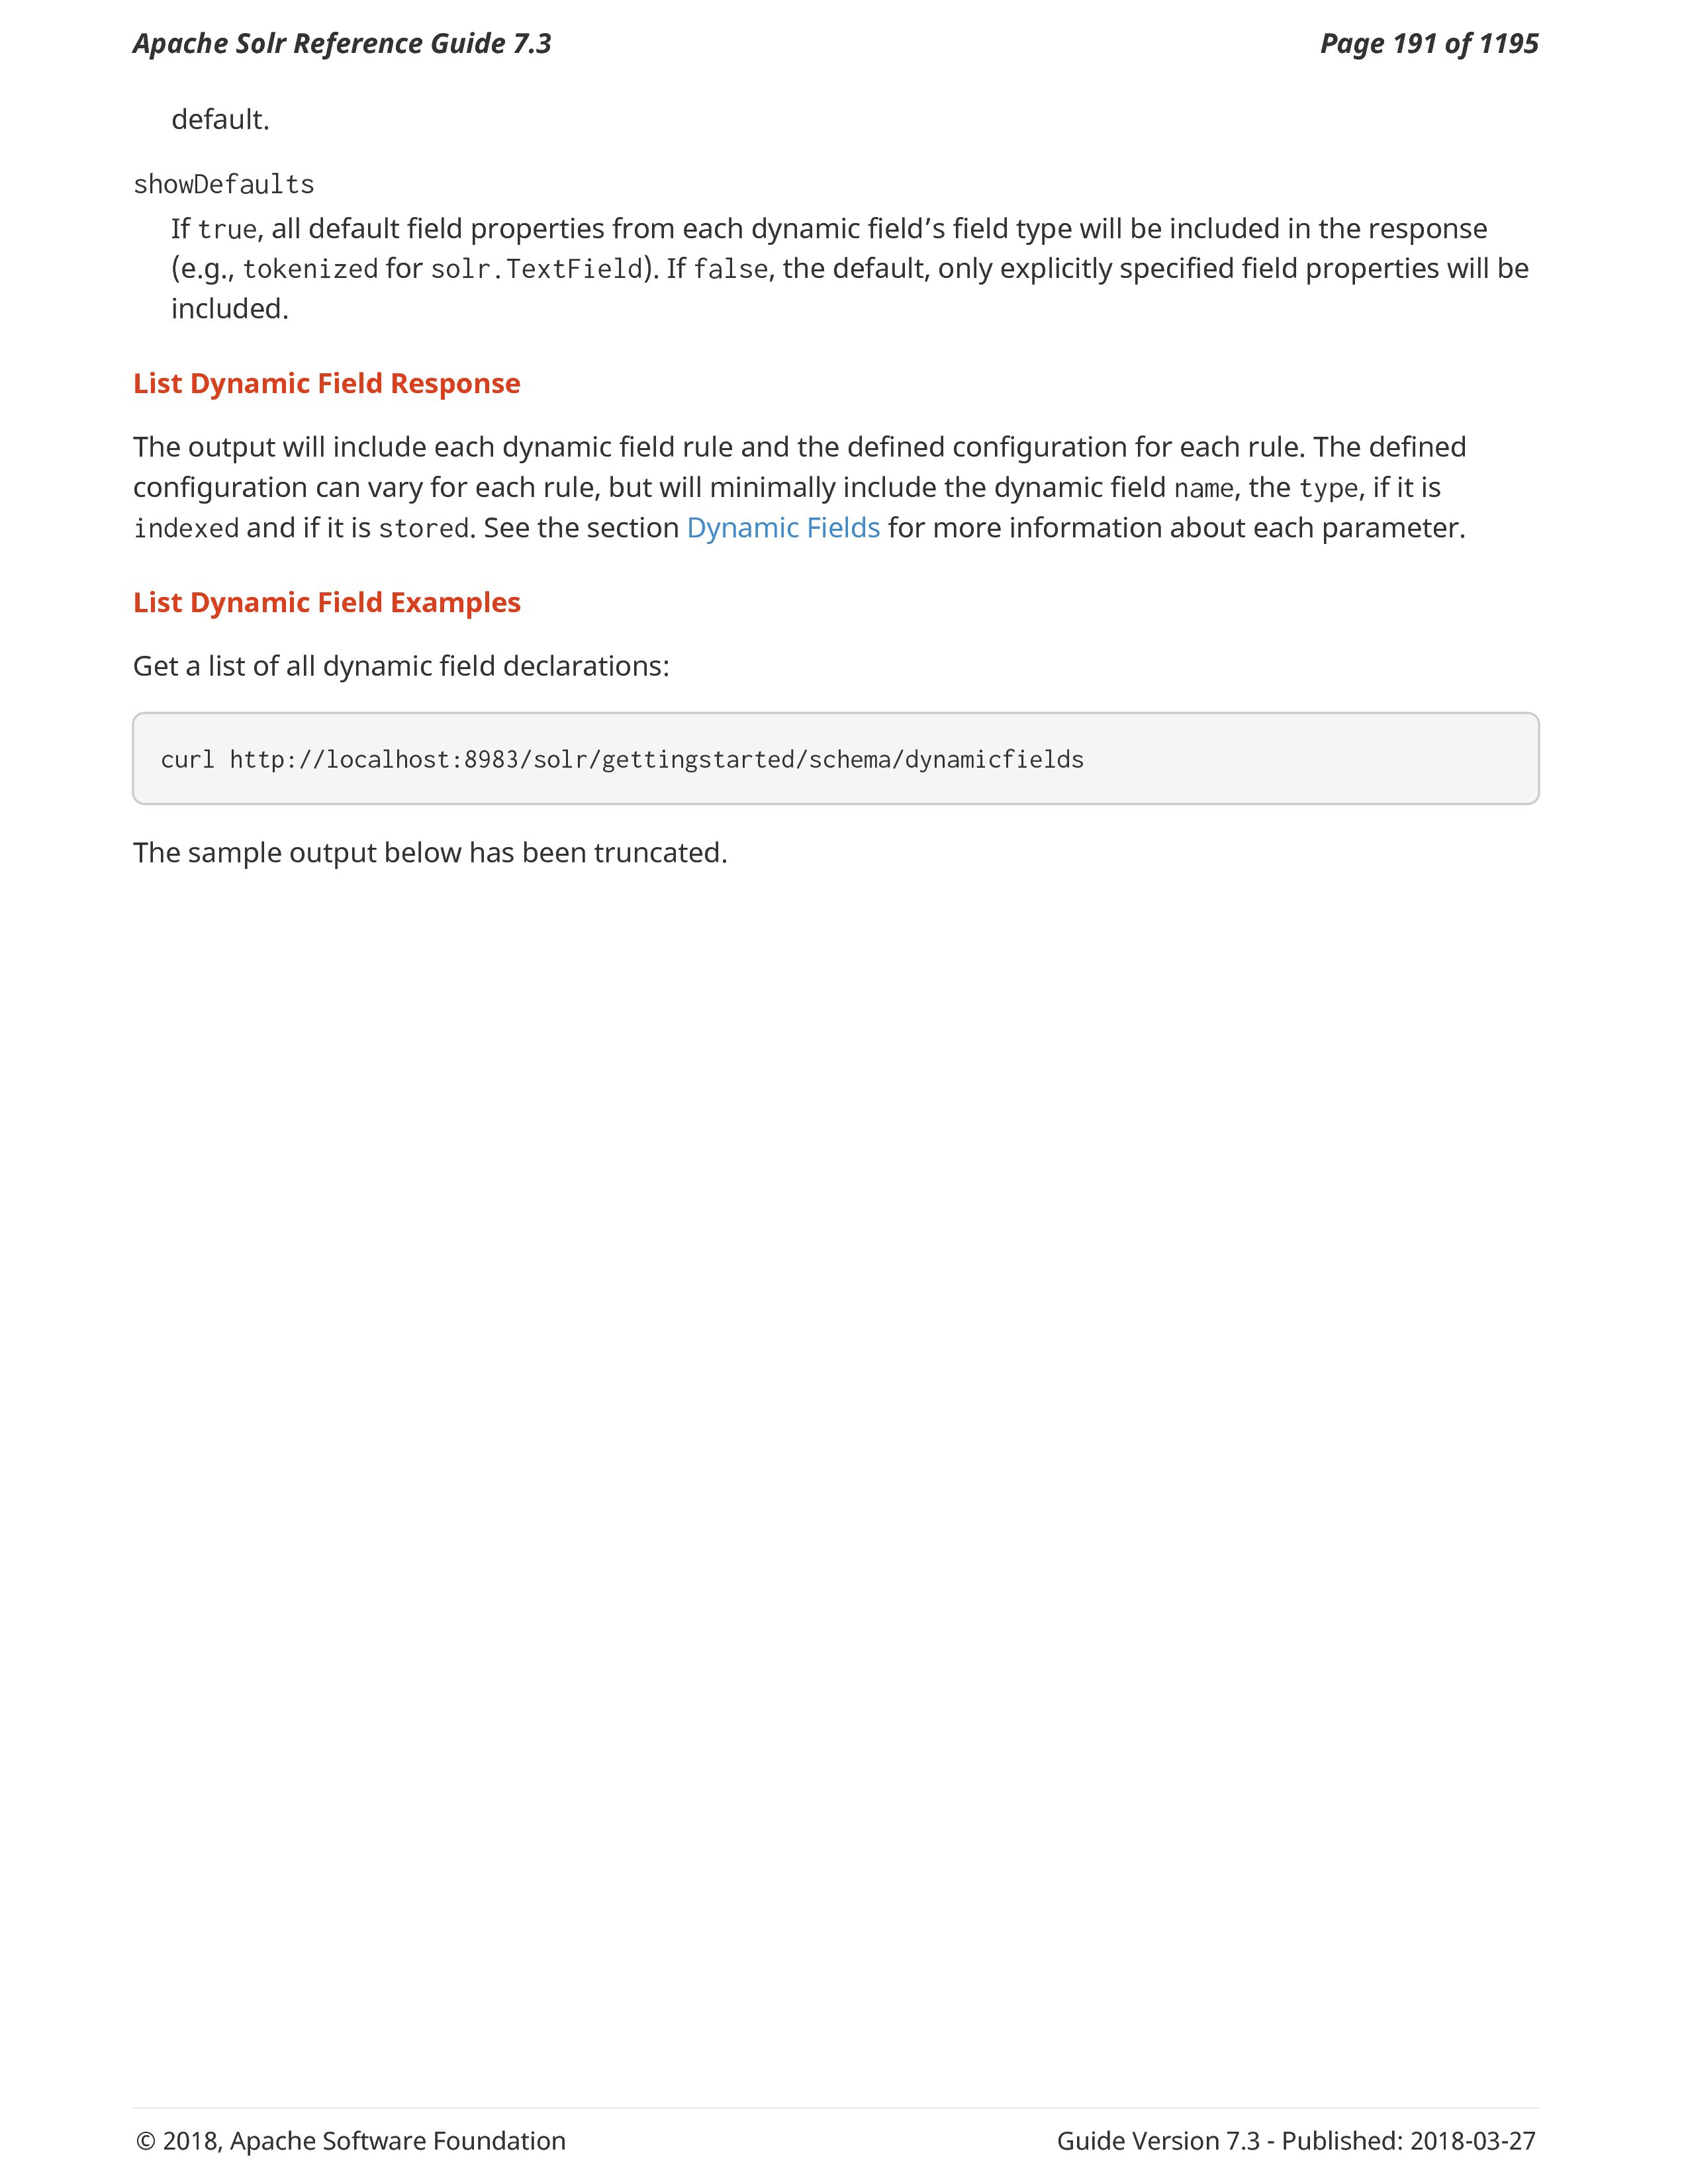 Apache Solr Reference Guide 7.3
Page 191 of 1195
default.
showDefaults
If true, all default field properties from each dynamic field’s field type will be included in the response
(e.g., tokenized for solr.TextField). If false, the default, only explicitly specified field properties will be
included.
List Dynamic Field Response
The output will include each dynamic field rule and the defined configuration for each rule. The defined
configuration can vary for each rule, but will minimally include the dynamic field name, the type, if it is
indexed and if it is stored. See the section Dynamic Fields for more information about each parameter.
List Dynamic Field Examples
Get a list of all dynamic field declarations:
curl http://localhost:8983/solr/gettingstarted/schema/dynamicfields
The sample output below has been truncated.
© 2018, Apache Software Foundation
Guide Version 7.3 - Published: 2018-03-27